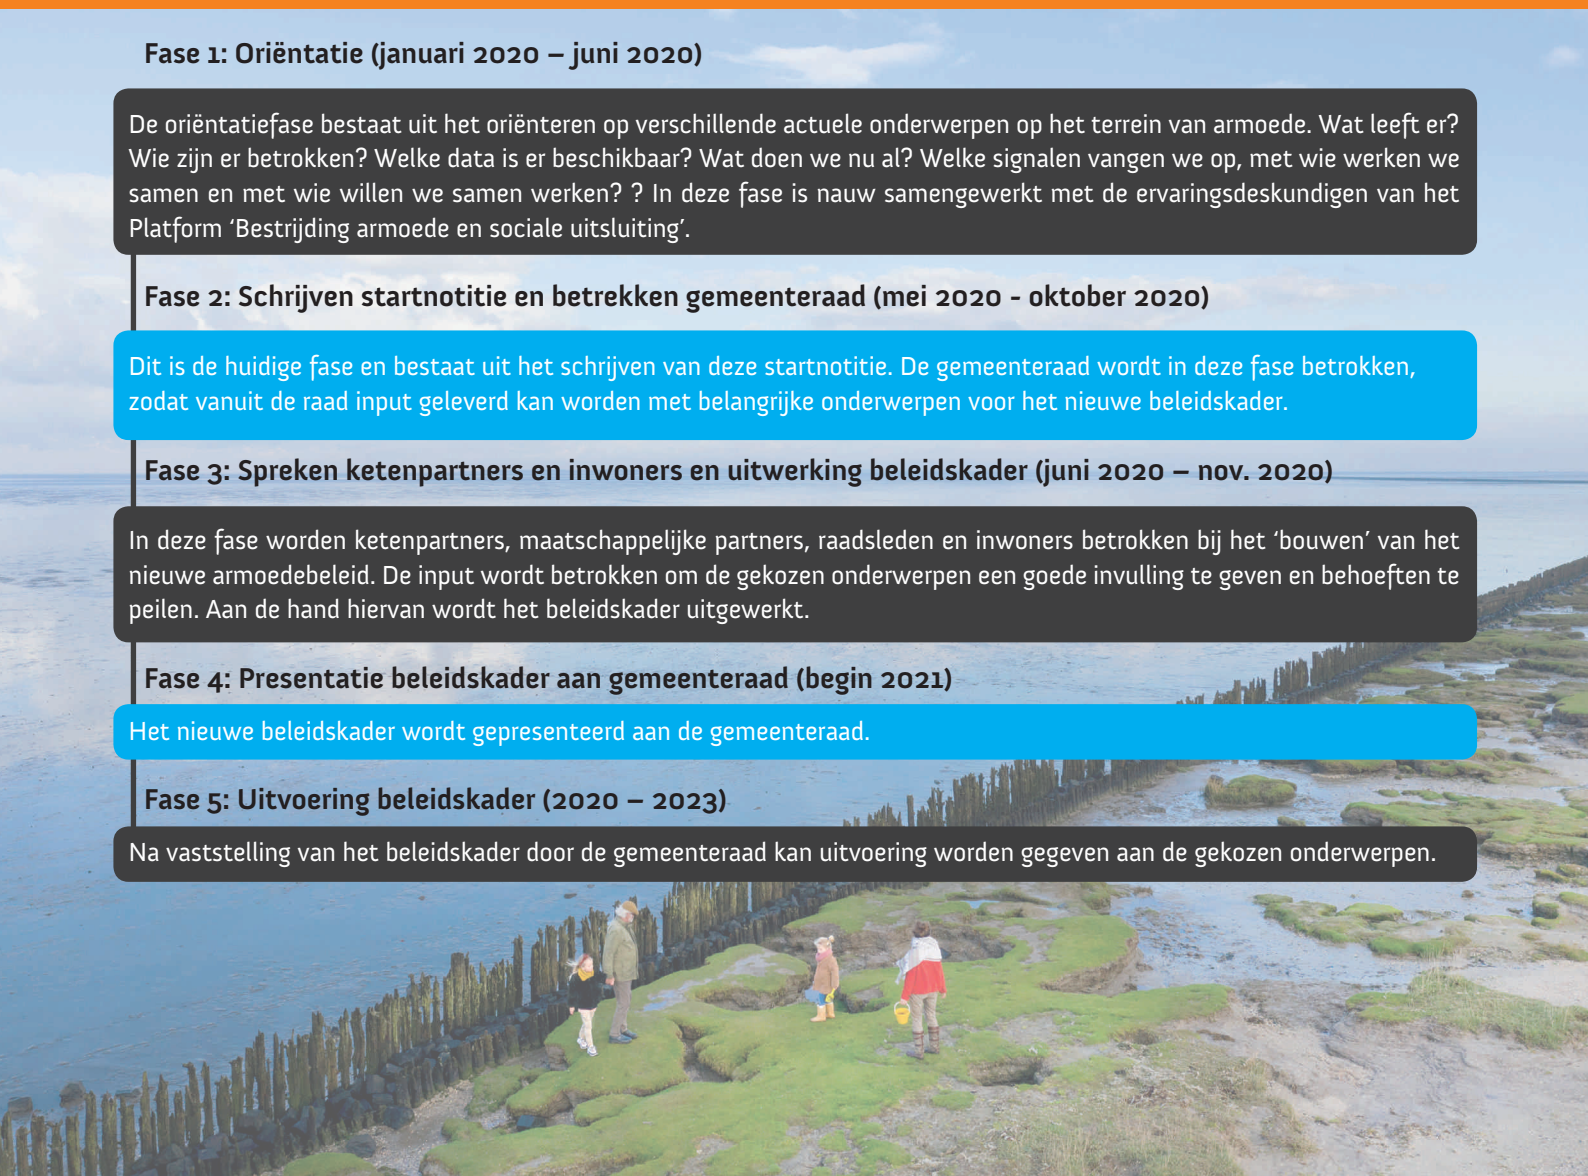 Fase 1: Oriëntatie (januari 2020 – juni 2020)
De oriëntatiefase bestaat uit het oriënteren op verschillende actuele onderwerpen op het terrein van armoede. Wat leeft er?
Wie zijn er betrokken? Welke data is er beschikbaar? Wat doen we nu al? Welke signalen vangen we op, met wie werken we
samen en met wie willen we samen werken? ? In deze fase is nauw samengewerkt met de ervaringsdeskundigen van het
Platform ‘Bestrijding armoede en sociale uitsluiting’.
Fase 2: Schrijven startnotitie en betrekken gemeenteraad (mei 2020 - oktober 2020)
Dit is de huidige fase en bestaat uit het schrijven van deze startnotitie. De gemeenteraad wordt in deze fase betrokken,
zodat vanuit de raad input geleverd kan worden met belangrijke onderwerpen voor het nieuwe beleidskader.
Fase 3: Spreken ketenpartners en inwoners en uitwerking beleidskader (juni 2020 – nov. 2020)
In deze fase worden ketenpartners, maatschappelijke partners, raadsleden en inwoners betrokken bij het ‘bouwen’ van het
nieuwe armoedebeleid. De input wordt betrokken om de gekozen onderwerpen een goede invulling te geven en behoeften te
peilen. Aan de hand hiervan wordt het beleidskader uitgewerkt.
Fase 4: Presentatie beleidskader aan gemeenteraad (begin 2021)
Het nieuwe beleidskader wordt gepresenteerd aan de gemeenteraad.
Fase 5: Uitvoering beleidskader (2020 – 2023)
Na vaststelling van het beleidskader door de gemeenteraad kan uitvoering worden gegeven aan de gekozen onderwerpen.